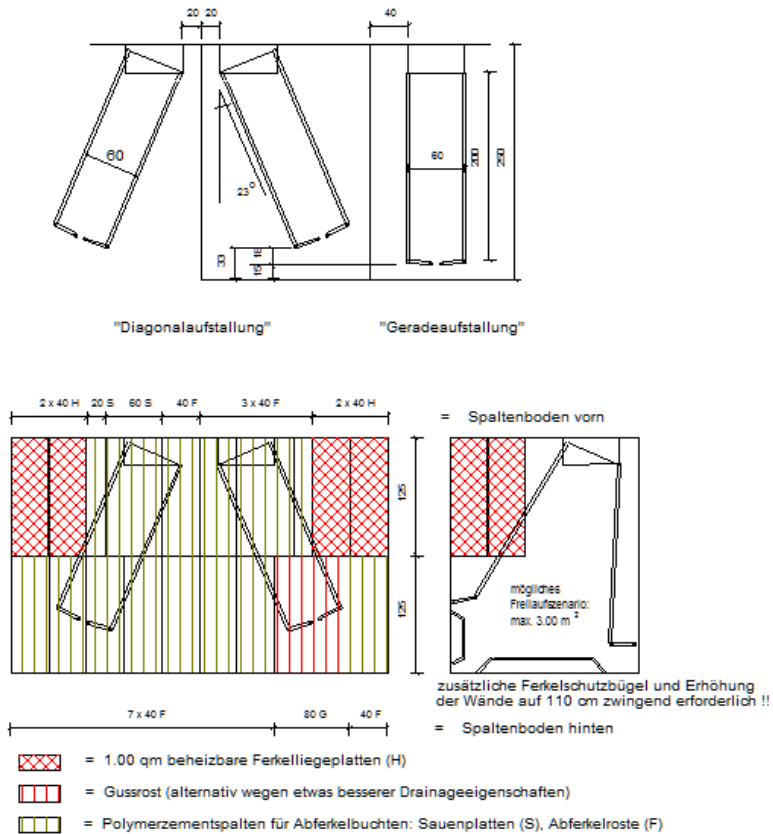 20 20 40
60
23°
33
18
15
60
200
250
"Diagonalaufstallung" "Geradeaufstallung"
2 x 40 H 20 S 60 S 40 F 3 x 40 F 2 x 40 H
= Spaltenboden vorn
125
125
mögliches
Freilaufszenario:
max. 3.00 m ²
zusätzliche Ferkelschutzbügel und Erhöhung
der Wände auf 110 cm zwingend erforderlich !!
7 x 40 F 80 G 40 F
= Spaltenboden hinten
= 1.00 qm beheizbare Ferkelliegeplatten (H)
= Gussrost (alternativ wegen etwas besserer Drainageeigenschaften)
= Polymerzementspalten für Abferkelbuchten: Sauenplatten (S), Abferkelroste (F)